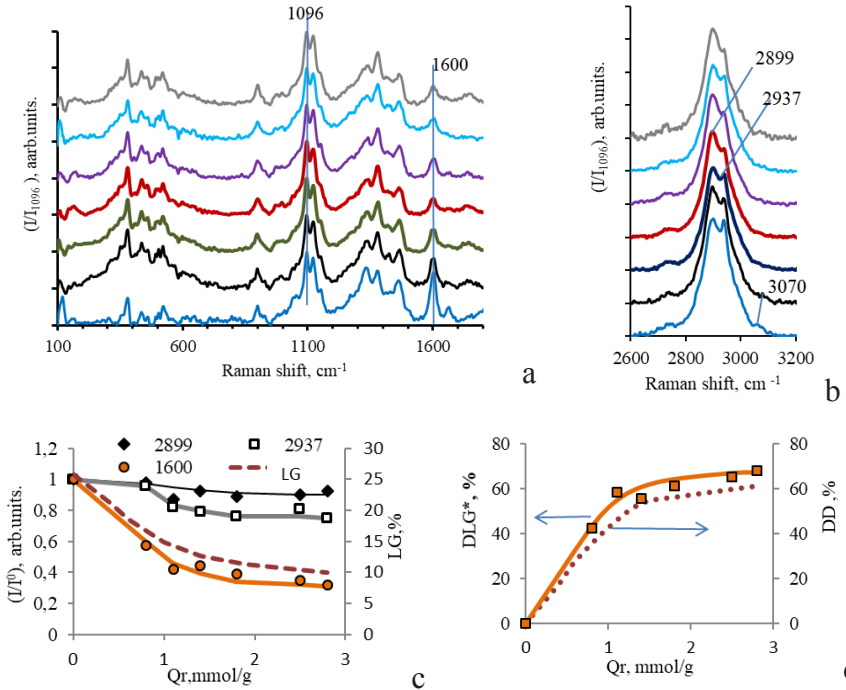 1096
1600
(I/I1096 ), aarb.units.
100 600 1100 1600
Raman shift, cm-1
a
2899
2937
3070
(I/I1096), arb.units.
2600 2800 3000 3200
Raman shift, cm-1
b
2899 2937
1600 LG
1,2
1
0,8
0,6
0,4
0,2
0
(I/I0), arb.units.
30
25
20
15
10
5
0
LG,%
0 1 2 3
Qr,mmol/g
c
80
60
40
20
0
DLG*, %
80
60
40
20
0
DD ,%
0 1 2 3
Qr, mmol/g